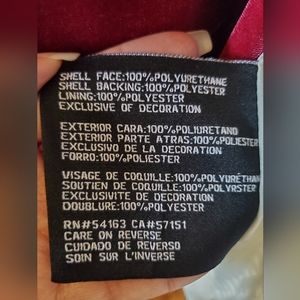 SHELL FACE:100%POLYURETHANE
SHELL BACKING:100%POLYESTER
LINING:100%POLYESTER
EXCLUSIVE OF DECORATION
EXTERIOR CARA:100%POLIURETANO
EXTERIOR PARTE ATRAS:100%POLIESTER
EXCLUSIVO DE LA DECORATION
FORRO:100%POLIESTER
VISAGE DE COQUILLE:100%POLYURÉTHAN
SOUTIEN DE COQUILLE:100%POLYRSTER
EXCLUSIVITE DE DECORATION
DOUBLURE:100%POLYESTER
RN#54163 CA#57151
CARE ON REVERSE
CUIDADO DE REVERSO
SOIN SUR L'INVERSE